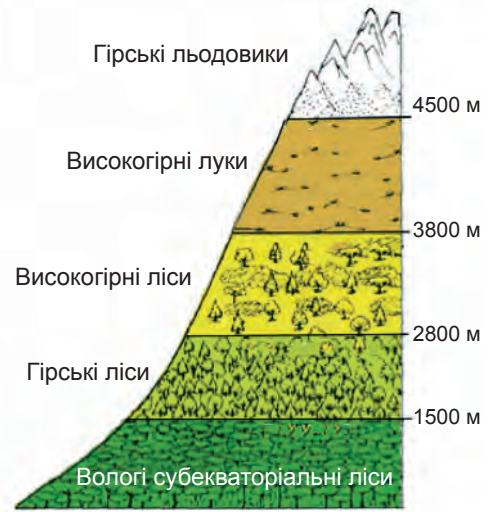 Гірські льодовики
4500 м
Високогірні луки
3800 м
Високогірні ліси
2800 м
Гірські ліси
1500 м
Вологі субекваторіальні ліси